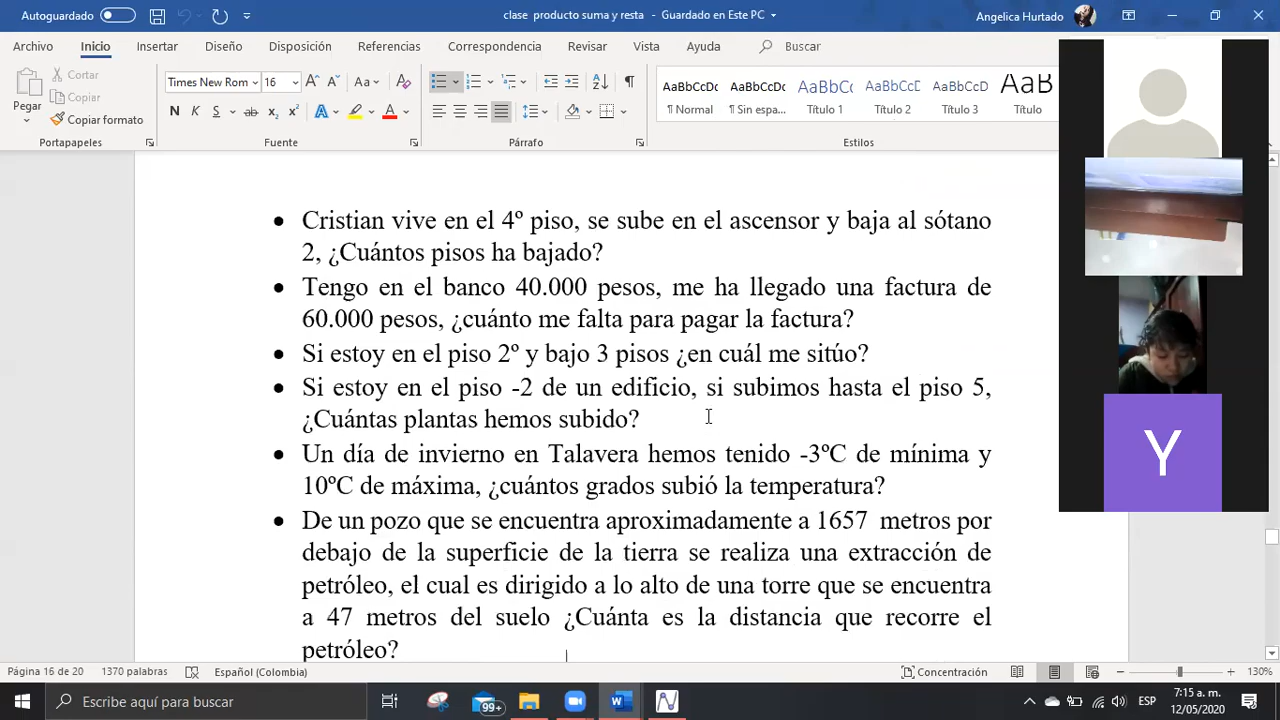 Autoguardado
clase producto suma y resta - Guardado en Este PC
Angelica Hurtado
Archivo Inicio Insertar Diseño Disposición Referencias Correspondencia Revisar Vista Ayuda Buscar
Pegar
Cortar
Copiar
Copiar formato
Portapapeles
Times New Rom 16
N K S ab x₂ x²
Fuente
Párrafo
AaBbCcDc AaBbCcDc AaBbCc AaBbCcD AaBbCcD AaBb
¶ Normal ¶ Sin espa... Título 1 Título 2 Título 3 Título
Estilos
• Cristian vive en el 4º piso, se sube en el ascensor y baja al sótano
2, ¿Cuántos pisos ha bajado?
• Tengo en el banco 40.000 pesos, me ha llegado una factura de
60.000 pesos, ¿cuánto me falta para pagar la factura?
• Si estoy en el piso 2º y bajo 3 pisos ¿en cuál me sitúo?
• Si estoy en el piso -2 de un edificio, si subimos hasta el piso 5,
¿Cuántas plantas hemos subido?
• Un día de invierno en Talavera hemos tenido -3ºC de mínima y
10ºC de máxima, ¿cuántos grados subió la temperatura?
• De un pozo que se encuentra aproximadamente a 1657 metros por
debajo de la superficie de la tierra se realiza una extracción de
petróleo, el cual es dirigido a lo alto de una torre que se encuentra
a 47 metros del suelo ¿Cuánta es la distancia que recorre el
petróleo?
Y
Página 16 de 20 1370 palabras Español (Colombia) Concentración 130%
Escribe aquí para buscar 99+ ESP 7:15 a. m.
12/05/2020